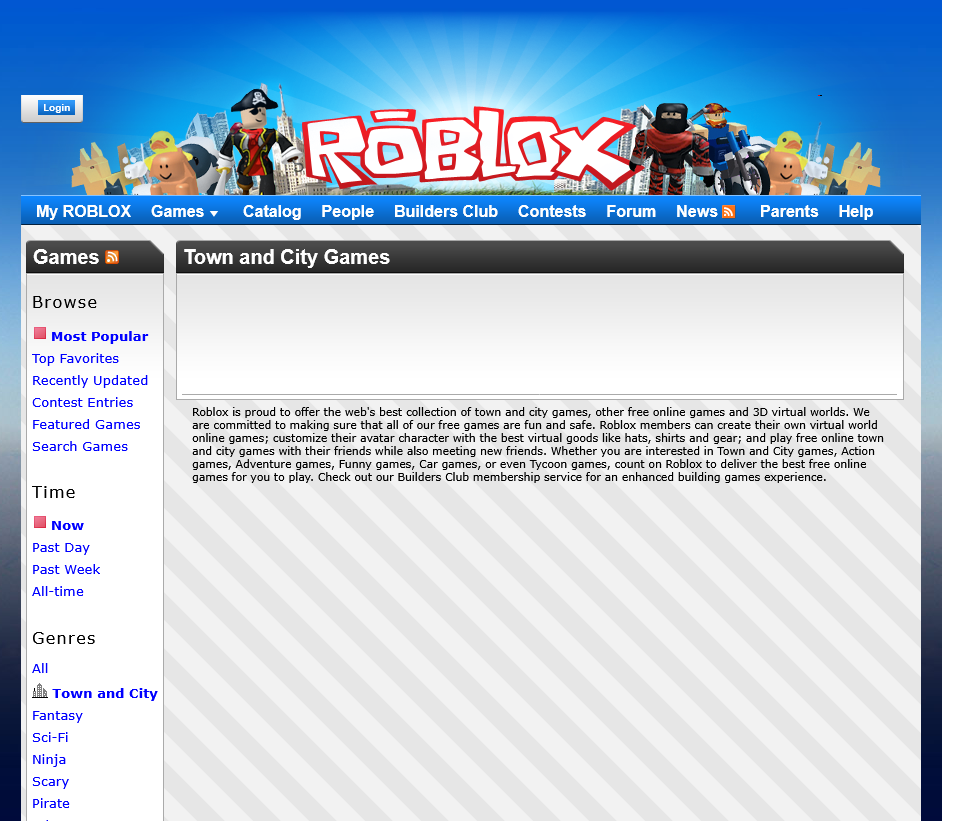 Login
RŌBLOX
My ROBLOX Games Catalog People Builders Club Contests Forum News Parents Help
Games
Browse
Most Popular
Top Favorites
Recently Updated
Contest Entries
Featured Games
Search Games
Time
Now
Past Day
Past Week
All-time
Genres
All
Town and City
Fantasy
Sci-Fi
Ninja
Scary
Pirate
Town and City Games
Roblox is proud to offer the web's best collection of town and city games, other free online games and 3D virtual worlds. We
are committed to making sure that all of our free games are fun and safe. Roblox members can create their own virtual world
online games; customize their avatar character with the best virtual goods like hats, shirts and gear; and play free online town
and city games with their friends while also meeting new friends. Whether you are interested in Town and City games, Action
games, Adventure games, Funny games, Car games, or even Tycoon games, count on Roblox to deliver the best free online
games for you to play. Check out our Builders Club membership service for an enhanced building games experience.